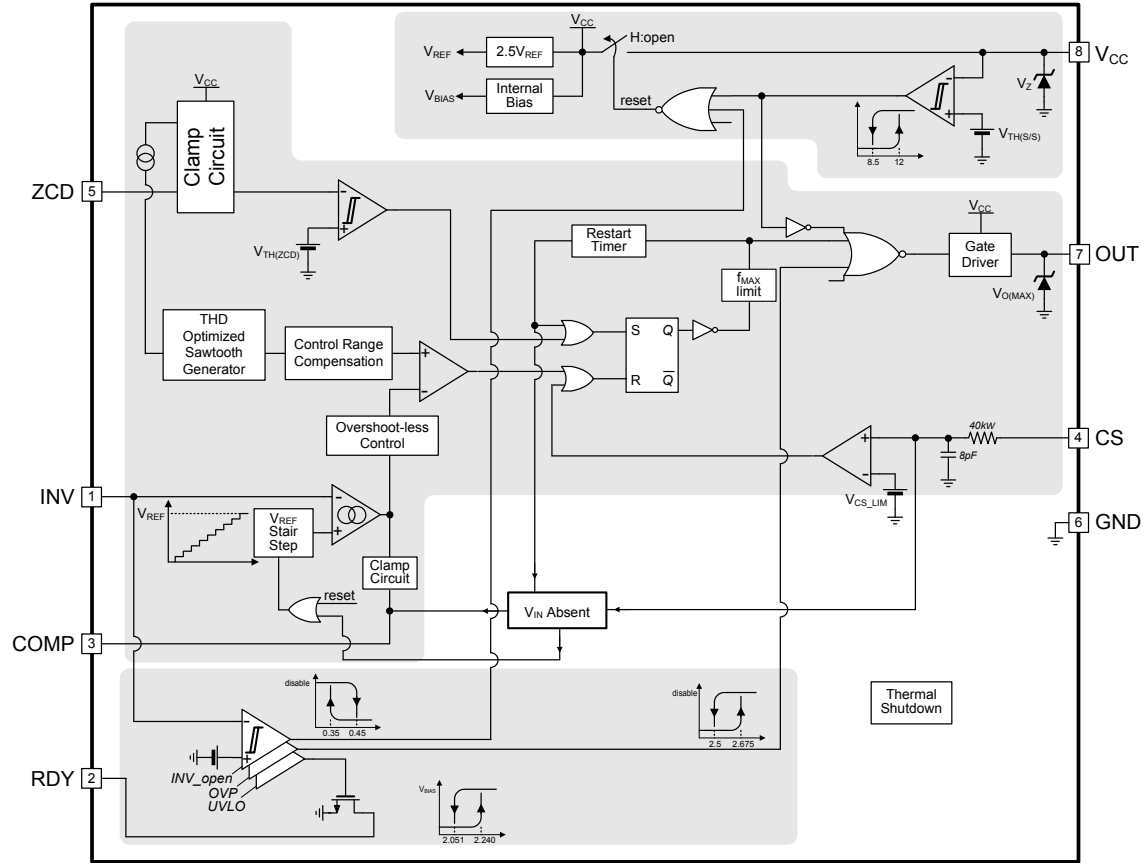 VCC
H:open
VREF
2.5VREF
8
VCC
VBIAS
Internal
Bias
reset
VZ
VTH(S/S)
8.5
12
VCC
Clamp
Circuit
ZCD
5
VTH(ZCD)
Restart
Timer
VCC
Gate
Driver
7
OUT
VO(MAX)
fMAX
limit
THD
Optimized
Sawtooth
Generator
Control Range
Compensation
S
Q
R
Q
Overshoot-less
Control
40kw
8pF
4
CS
VCS_LIM
INV
1
VREF
VREF
Stair
Step
6
GND
Clamp
Circuit
reset
VIN Absent
COMP
3
disable
0.35
0.45
disable
2.5
2.675
Thermal
Shutdown
INV_open
OVP
UVLO
RDY
2
VBIAS
2.051
2.240